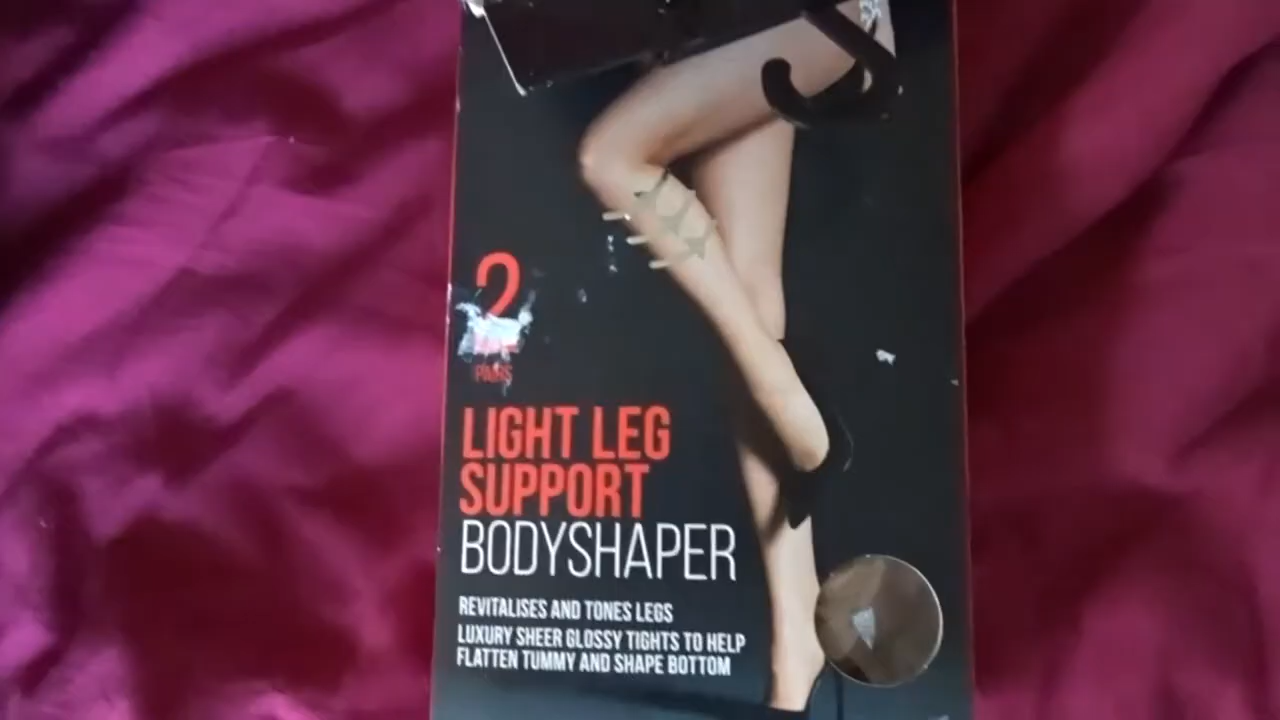 2
PAIRS
LIGHT LEG
SUPPORT
BODYSHAPER
REVITALISES AND TONES LEGS
LUXURY SHEER GLOSSY TIGHTS TO HELP
FLATTEN TUMMY AND SHAPE BOTTOM